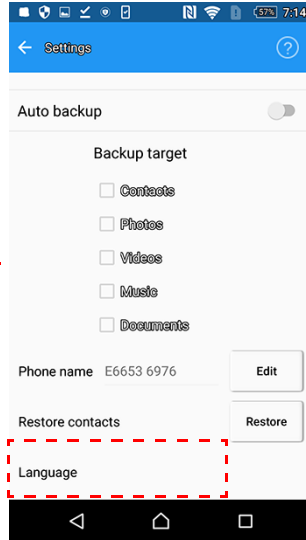 57% 7:14
Settings ?
Auto backup
Backup target
Contacts
Photos
Videos
Music
Documents
Phone name E6653 6976 Edit
Restore contacts Restore
Language